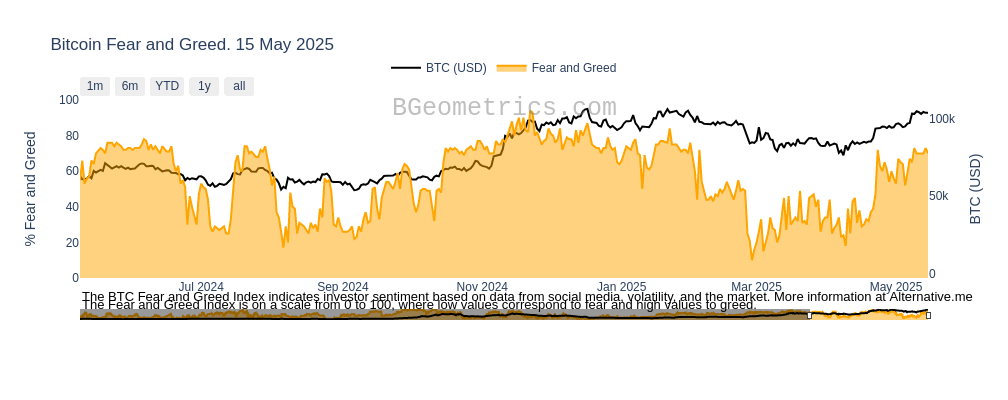 Bitcoin Fear and Greed. 15 May 2025
BTC (USD) Fear and Greed
1m 6m YTD 1y all
BGeometrics.com
100
80
60
40
20
0
% Fear and Greed
100k
50k
0
BTC (USD)
Jul 2024 Sep 2024 Nov 2024 Jan 2025 Mar 2025 May 2025
The BTC Fear and Greed Index indicates investor sentiment based on data from social media, volatility, and the market. More information at Alternative.me
The Fear and Greed Index is on a scale from 0 to 100, where low values correspond to fear and high values to greed.